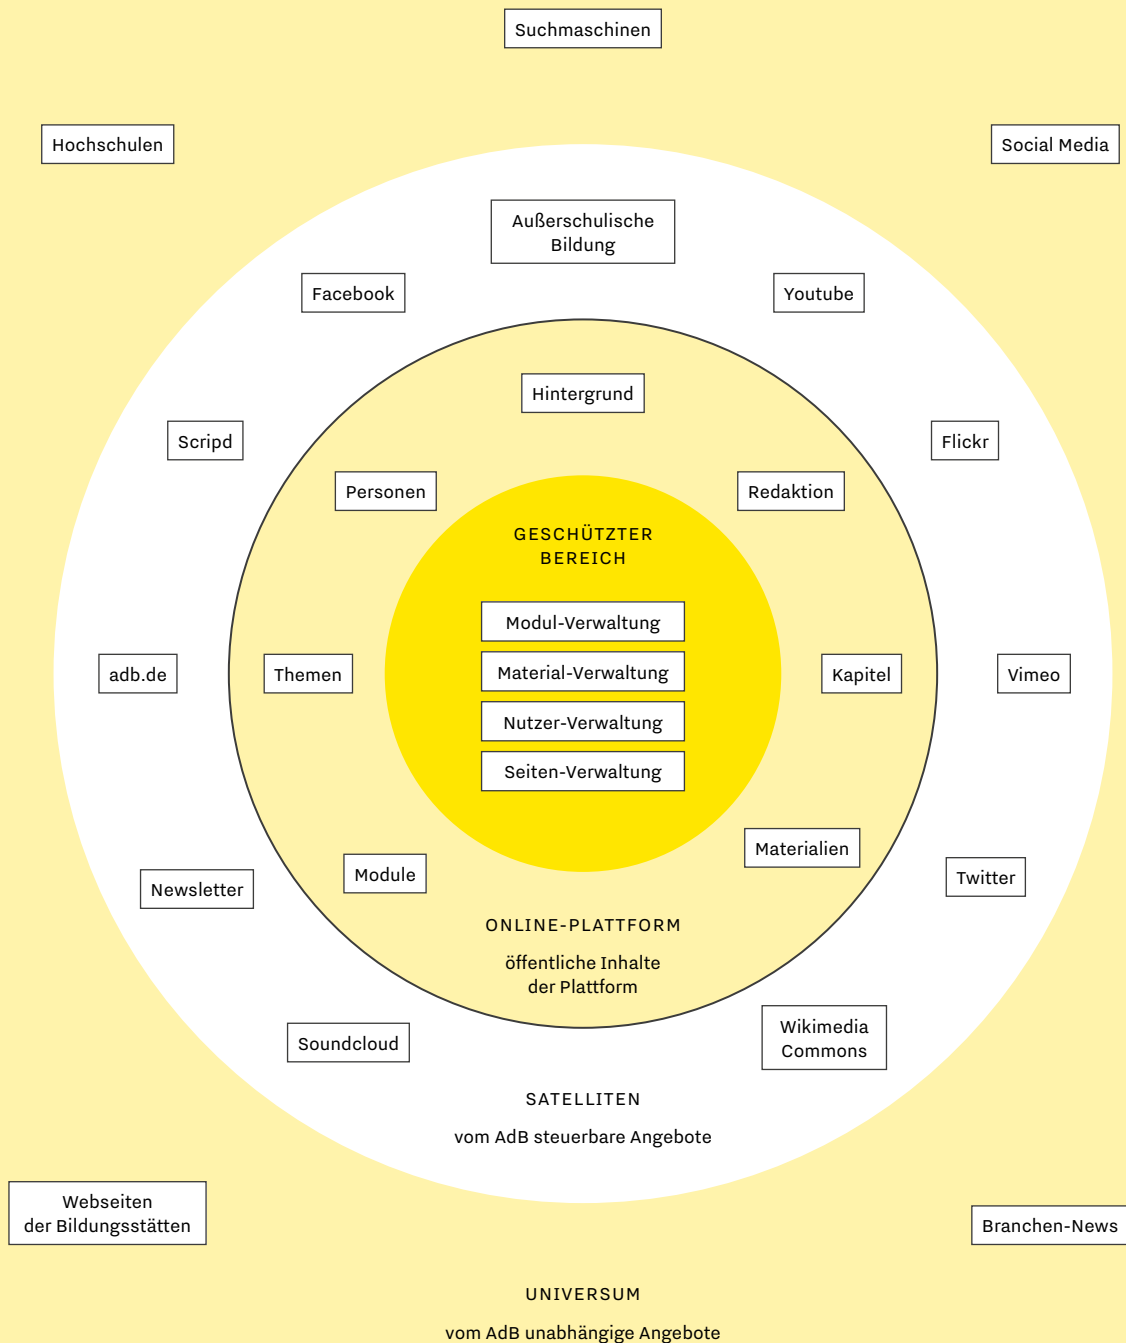 Suchmaschinen
Hochschulen
Social Media
Außerschulische
Bildung
Facebook
Youtube
Hintergrund
Scripd
Flickr
Personen
Redaktion
GESCHÜTZTER
BEREICH
Modul-Verwaltung
Material-Verwaltung
Nutzer-Verwaltung
Seiten-Verwaltung
adb.de
Themen
Kapitel
Vimeo
Module
Materialien
Newsletter
Twitter
ONLINE-PLATTFORM
öffentliche Inhalte
der Plattform
Soundcloud
Wikimedia
Commons
SATELLITEN
vom AdB steuerbare Angebote
Webseiten
der Bildungsstätten
Branchen-News
UNIVERSUM
vom AdB unabhängige Angebote